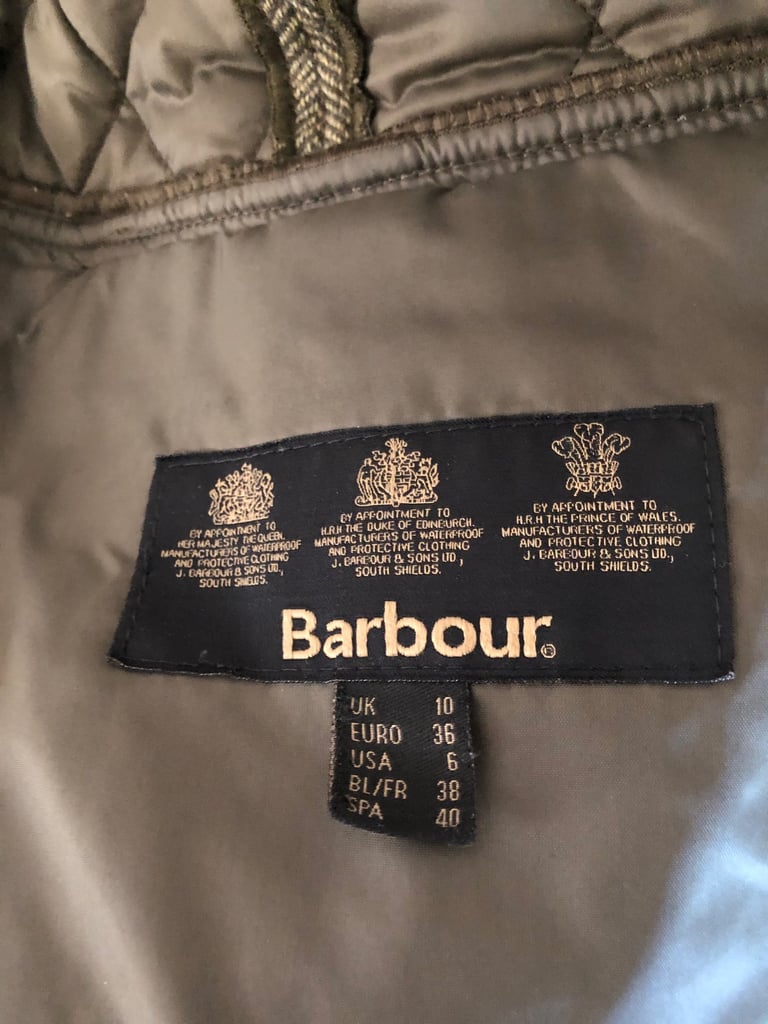 BY APPOINTMENT TO
HER MAJESTY THE QUEEN,
MANUFACTURERS OF WATERPROOF
AND PROTECTIVE CLOTHING
J. BARBOUR & SONS LTD.,
SOUTH SHIELDS.
BY APPOINTMENT TO
H.R.H THE DUKE OF EDINBURGH.
MANUFACTURERS OF WATERPROOF
AND PROTECTIVE CLOTHING
J. BARBOUR & SONS LTD,
SOUTH SHIELDS.
BY APPOINTMENT TO
H.R.H THE PRINCE OF WALES,
MANUFACTURERS OF WATERPROOF
AND PROTECTIVE CLOTHING
J. BARBOUR & SONS LTD.,
SOUTH SHIELDS.
Barbour®
UK 10
EURO 36
USA 6
BL/FR 38
SPA 40